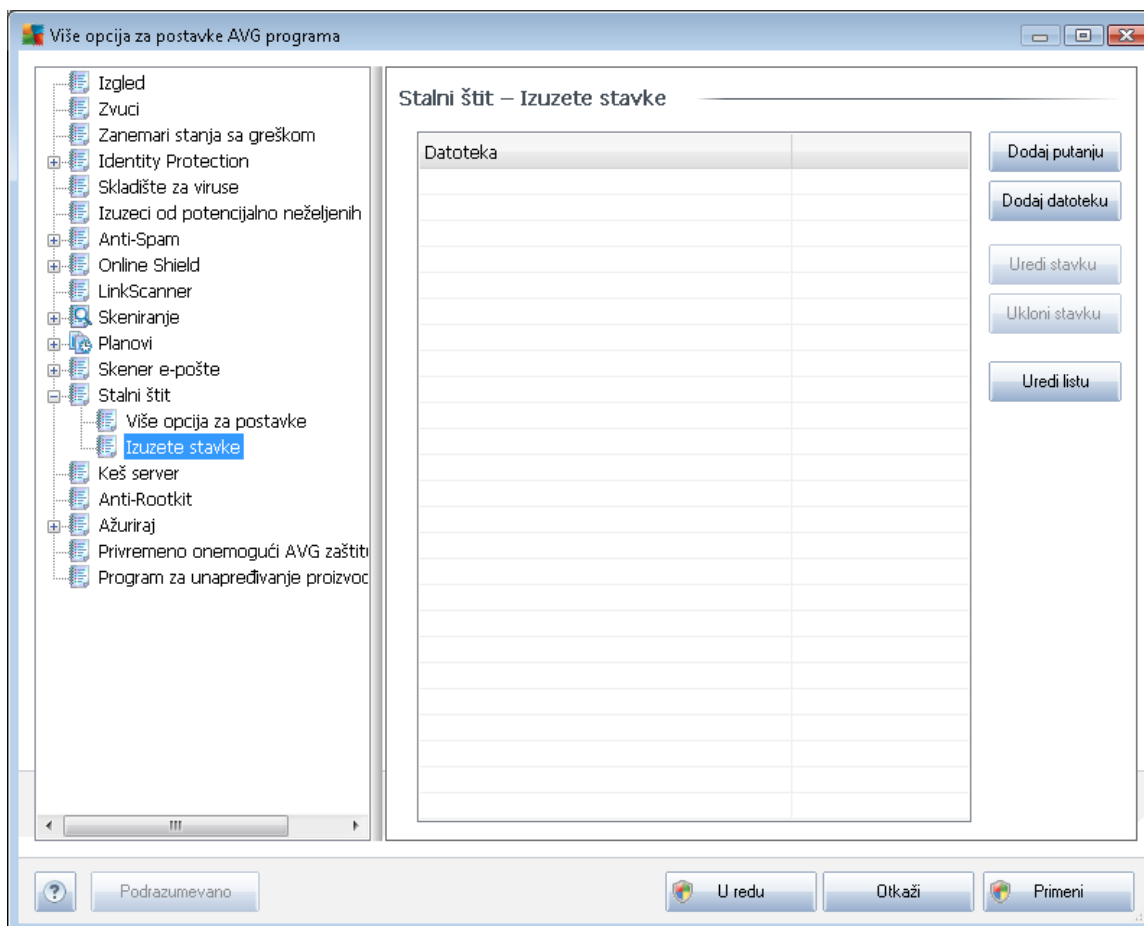 Više opcija za postavke AVG programa
Izgled
Zvuci
Zanemari stanja sa greškom
Identity Protection
Skladište za viruse
Izuzeci od potencijalno neželjenih
Anti-Spam
Online Shield
LinkScanner
Skeniranje
Planovi
Skener e-pošte
Stalni štit
Više opcija za postavke
Izuzete stavke
Keš server
Anti-Rootkit
Ažuriraj
Privremeno onemogući AVG zaštitu
Program za unapređivanje proizvod
Stalni štit – Izuzete stavke
Datoteka
Dodaj putanju
Dodaj datoteku
Uredi stavku
Ukloni stavku
Uredi listu
?
Podrazumevano
U redu
Otkaži
Primeni